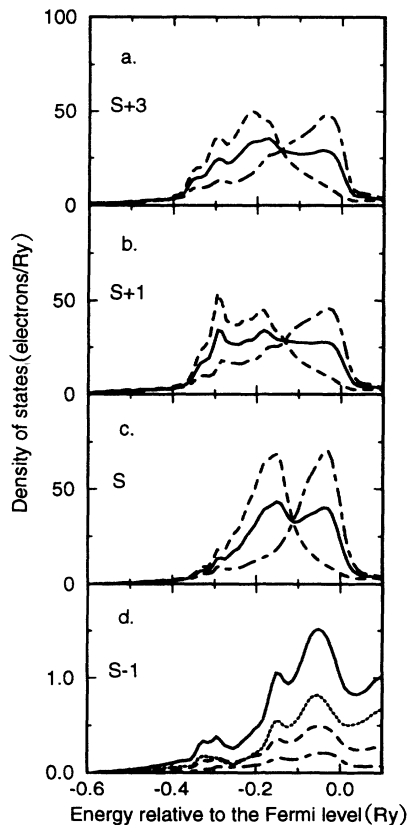 a.
S+3
100
50
0
b.
S+1
50
0
c.
S
50
0
d.
S-1
1.0
0.0
-0.6
-0.4
-0.2
0.0
Density of states,(electrons/Ry)
Energy relative to the Fermi level(Ry)